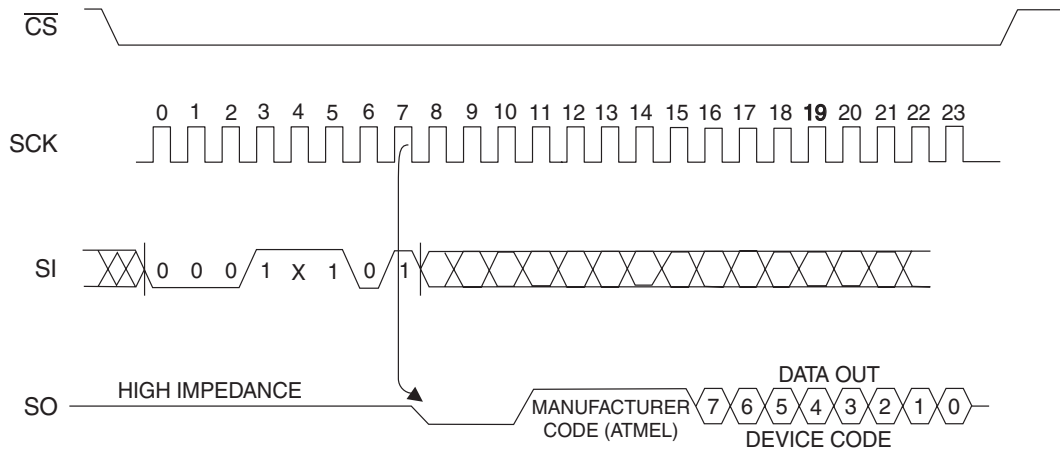 CS
0 1 2 3 4 5 6 7 8 9 10 11 12 13 14 15 16 17 18 19 20 21 22 23
SCK
SI
0 0 0 1 X 1 0 1
HIGH IMPEDANCE
DATA OUT
SO
MANUFACTURER
CODE (ATMEL)
7 6 5 4 3 2 1 0
DEVICE CODE